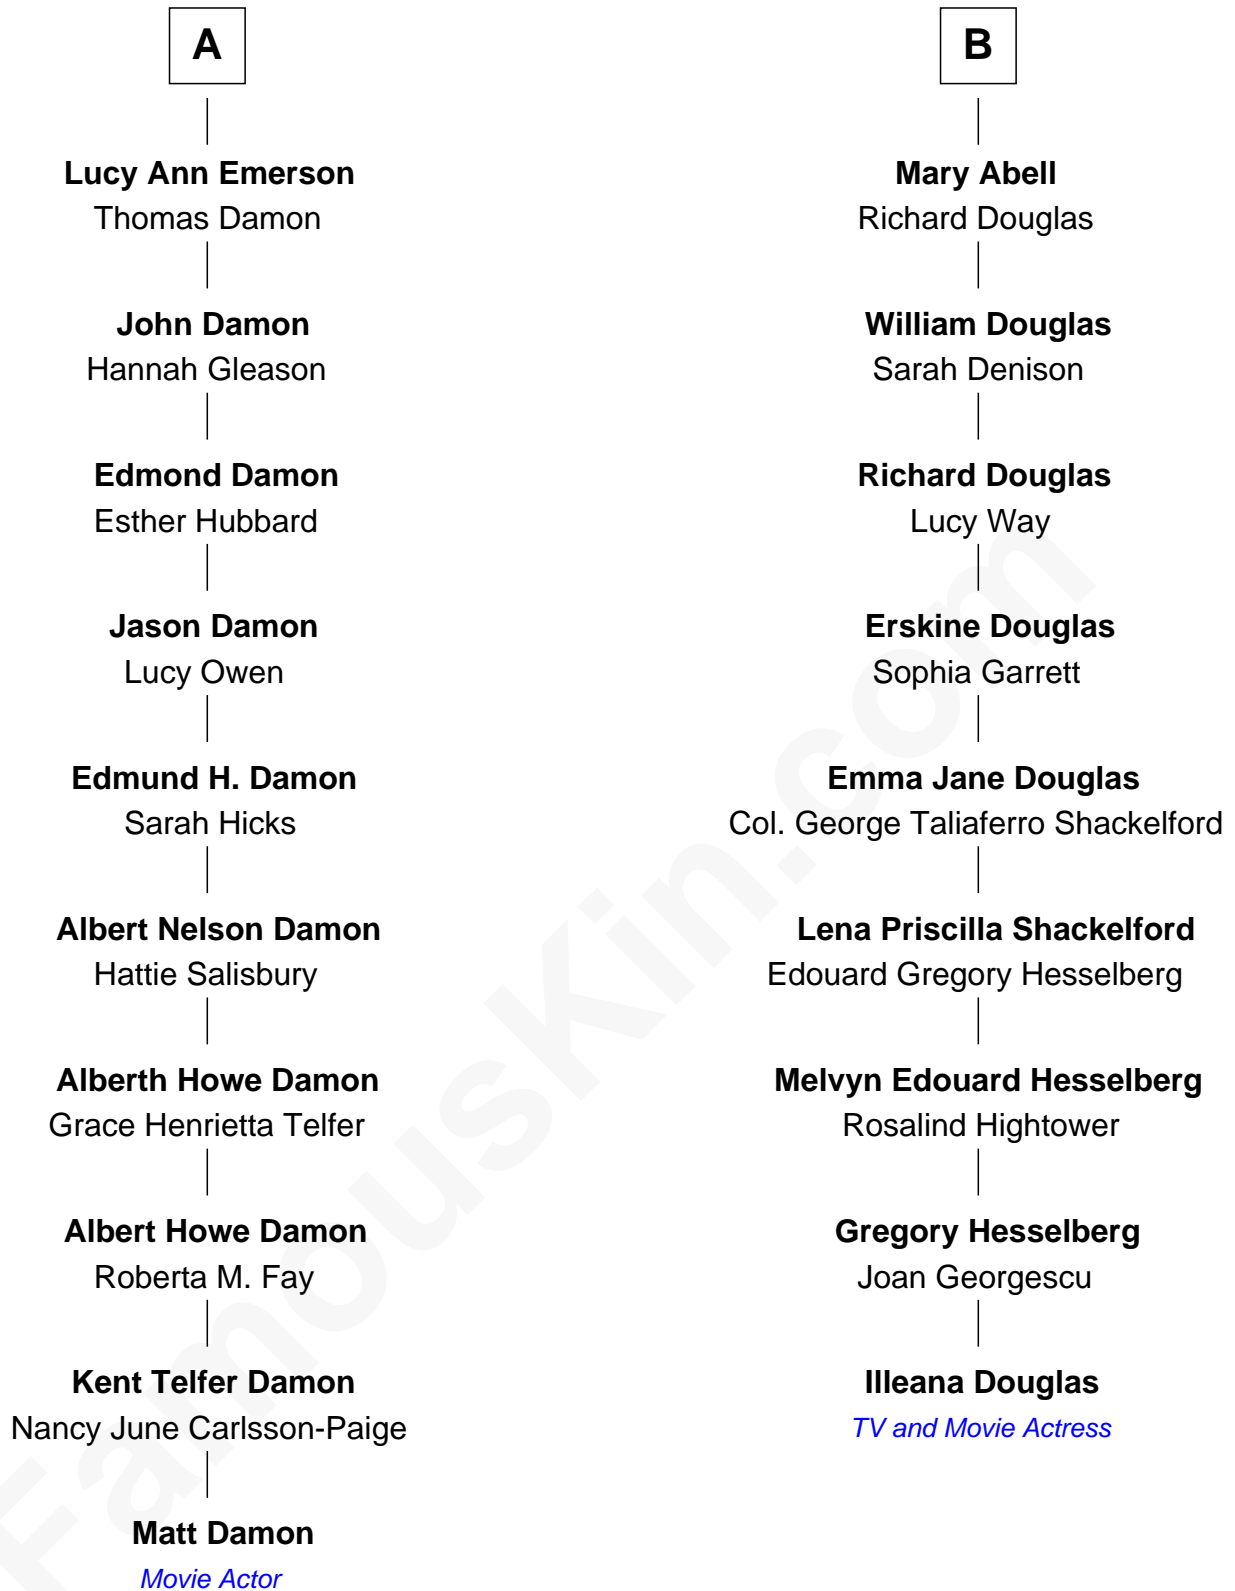 A
Lucy Ann Emerson
Thomas Damon
John Damon
Hannah Gleason
Edmond Damon
Esther Hubbard
Jason Damon
Lucy Owen
Edmund H. Damon
Sarah Hicks
Albert Nelson Damon
Hattie Salisbury
Alberth Howe Damon
Grace Henrietta Telfer
Albert Howe Damon
Roberta M. Fay
Kent Telfer Damon
Nancy June Carlsson-Paige
Matt Damon
Movie Actor
B
Mary Abell
Richard Douglas
William Douglas
Sarah Denison
Richard Douglas
Lucy Way
Erskine Douglas
Sophia Garrett
Emma Jane Douglas
Col. George Taliaferro Shackelford
Lena Priscilla Shackelford
Edouard Gregory Hesselberg
Melvyn Edouard Hesselberg
Rosalind Hightower
Gregory Hesselberg
Joan Georgescu
Illeana Douglas
TV and Movie Actress
FamousKin.com